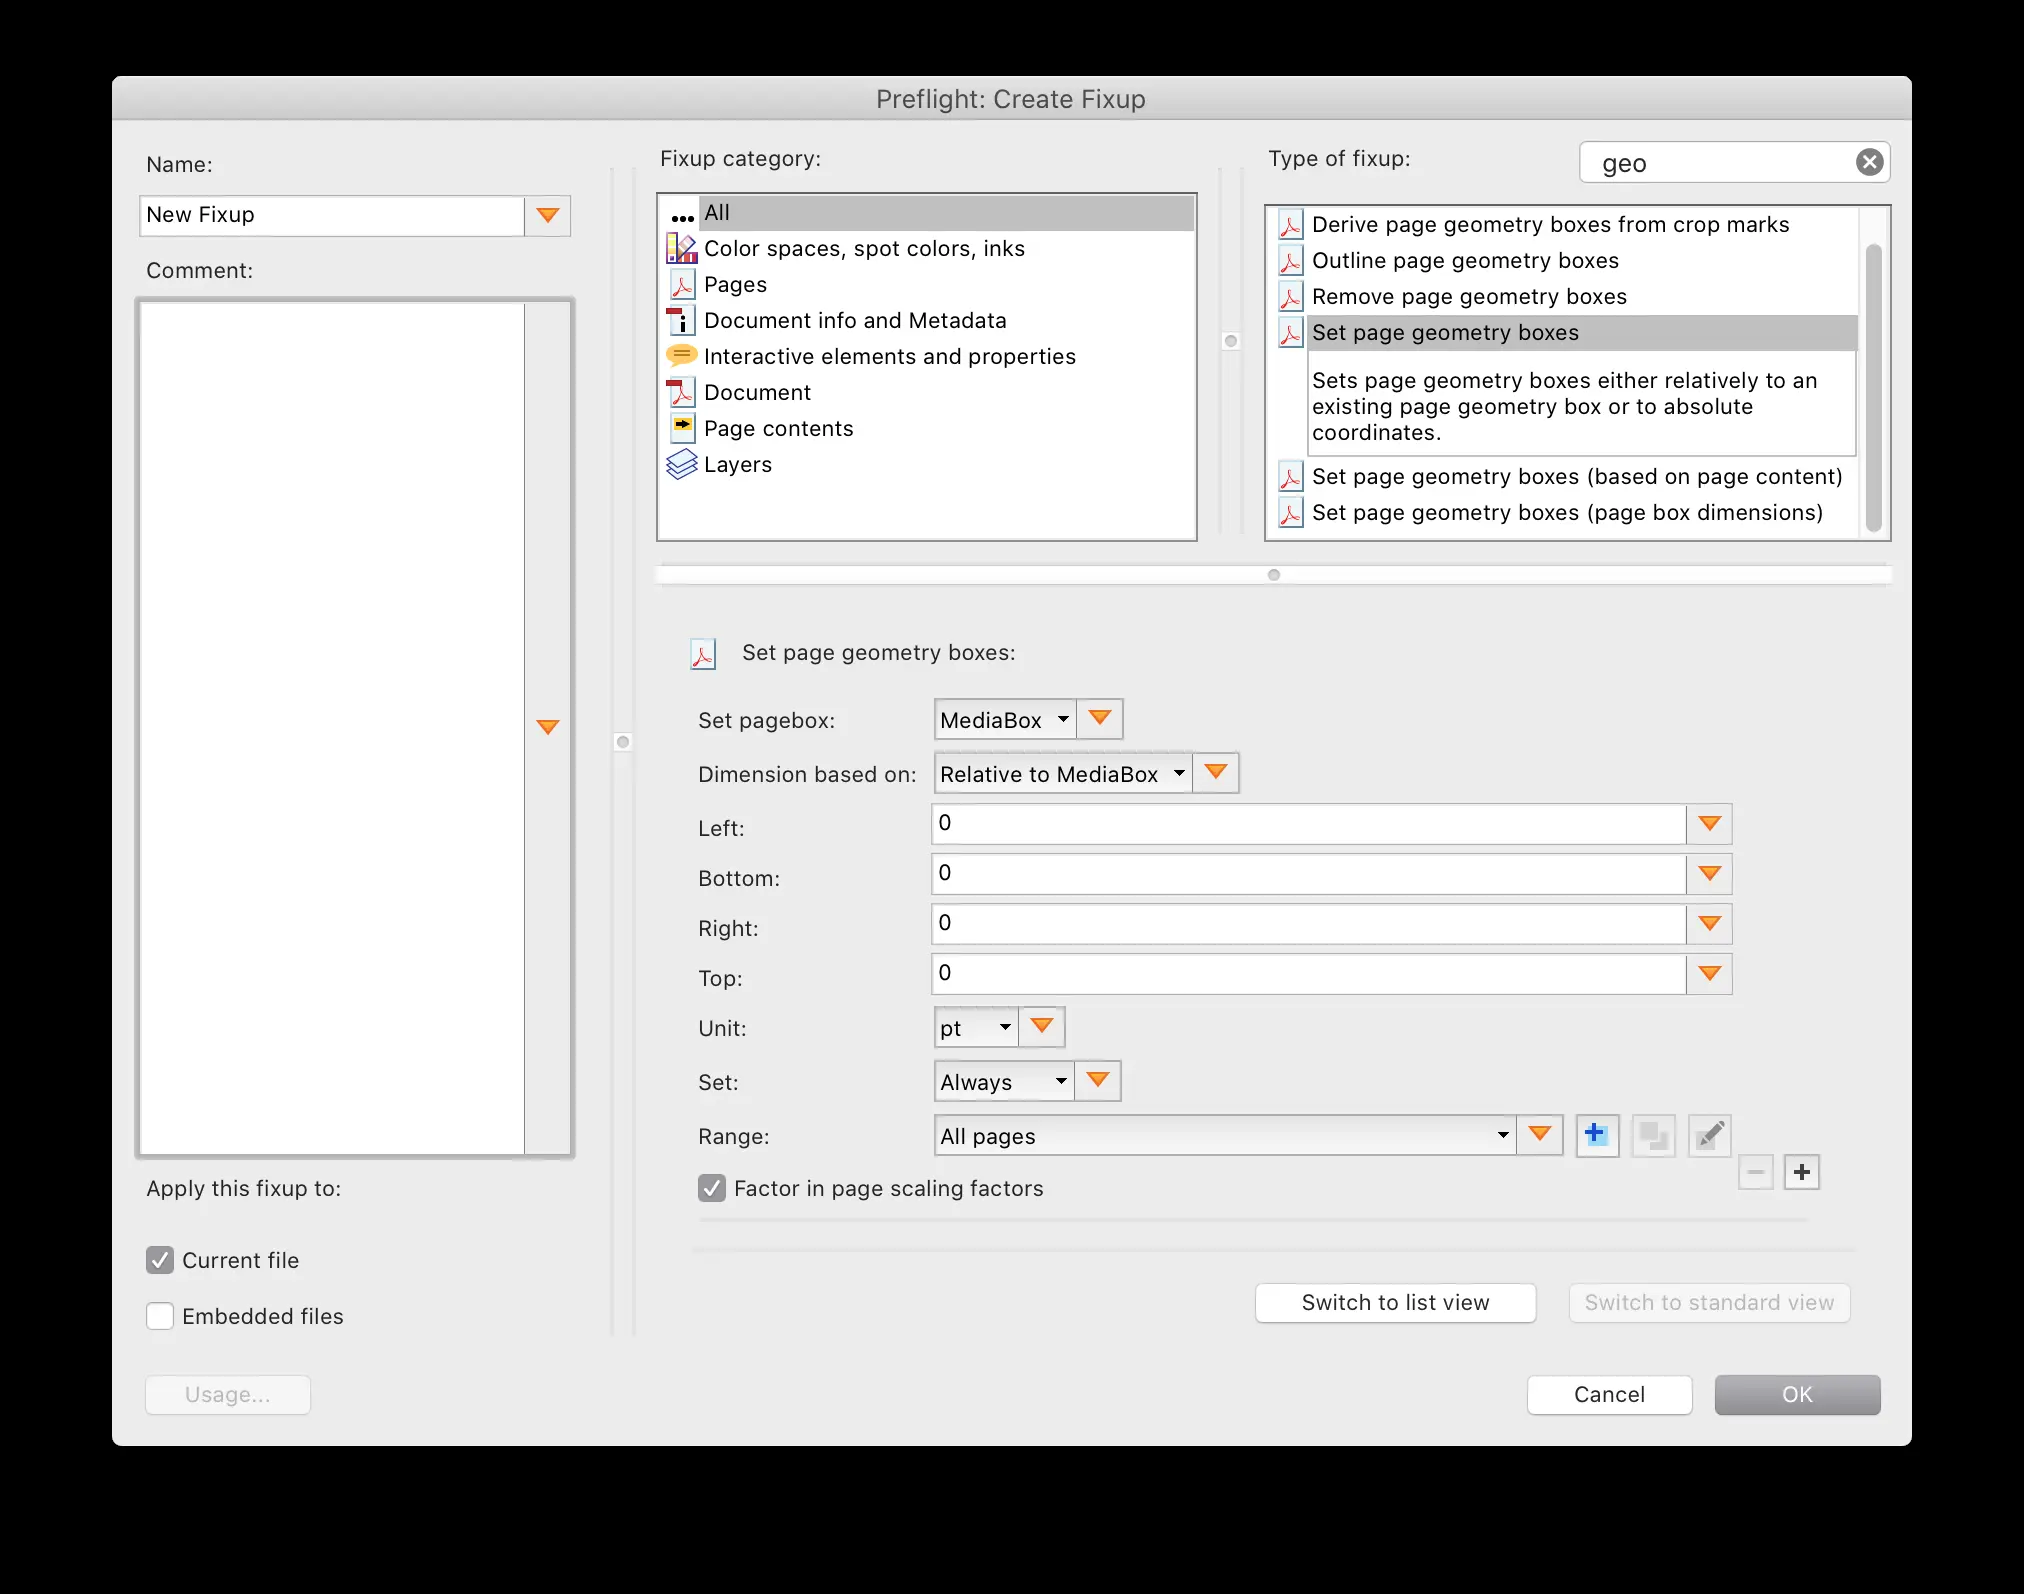 Preflight: Create Fixup
Name:
New Fixup
Comment:
Apply this fixup to:
Current file
Embedded files
Usage...
Fixup category:
All
Color spaces, spot colors, inks
Pages
Document info and Metadata
Interactive elements and properties
Document
Page contents
Layers
Type of fixup:
geo
Derive page geometry boxes from crop marks
Outline page geometry boxes
Remove page geometry boxes
Set page geometry boxes
Sets page geometry boxes either relatively to an
existing page geometry box or to absolute
coordinates.
Set page geometry boxes (based on page content)
Set page geometry boxes (page box dimensions)
Set page geometry boxes:
Set pagebox: MediaBox
Dimension based on: Relative to MediaBox
Left: 0
Bottom: 0
Right: 0
Top: 0
Unit: pt
Set: Always
Range: All pages
Factor in page scaling factors
Switch to list view Switch to standard view
Cancel OK